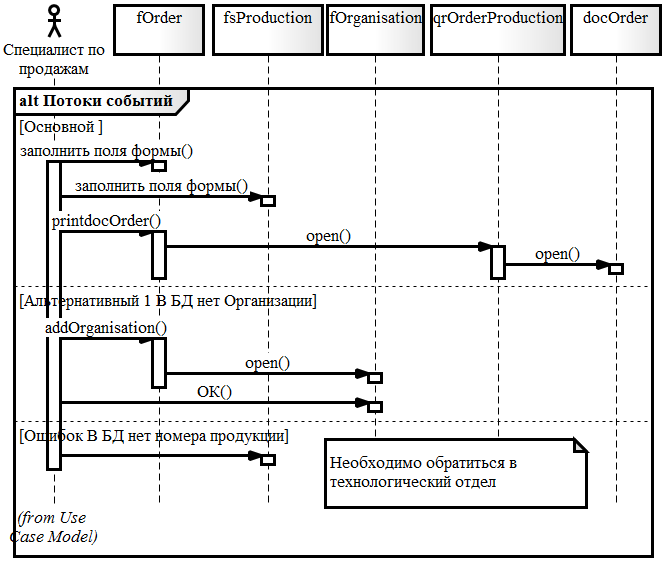 fOrder
fsProduction
fOrganisation
qrOrderProduction
docOrder
Специалист по
продажам
alt Потоки событий
[Основной ]
заполнить поля формы()
заполнить поля формы()
printdocOrder()
open()
open()
[Альтернативный 1 В БД нет Организации]
addOrganisation()
open()
OK()
[Ошибок В БД нет номера продукции]
Необходимо обратиться в
технологический отдел
(from Use
Case Model)